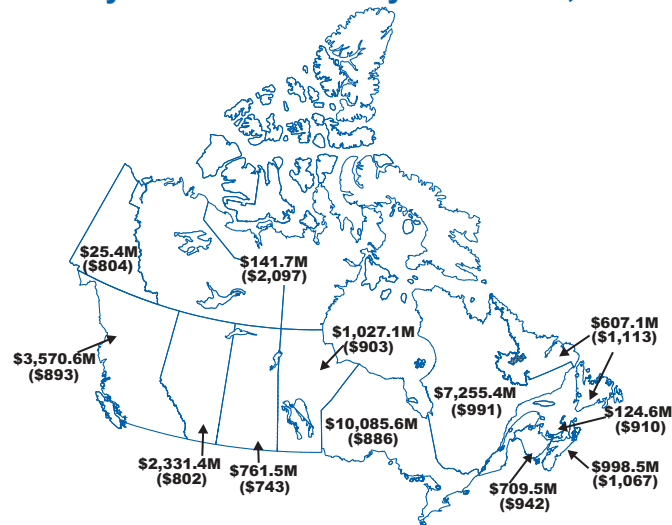 $25.4M
($804)
$141.7M
($2,097)
$1,027.1M
($903)
$607.1M
($1,113)
$3,570.6M
($893)
$7,255.4M
($991)
$124.6M
($910)
$10,085.6M
($886)
$2,331.4M
($802)
$761.5M
($743)
$998.5M
($1,067)
$709.5M
($942)